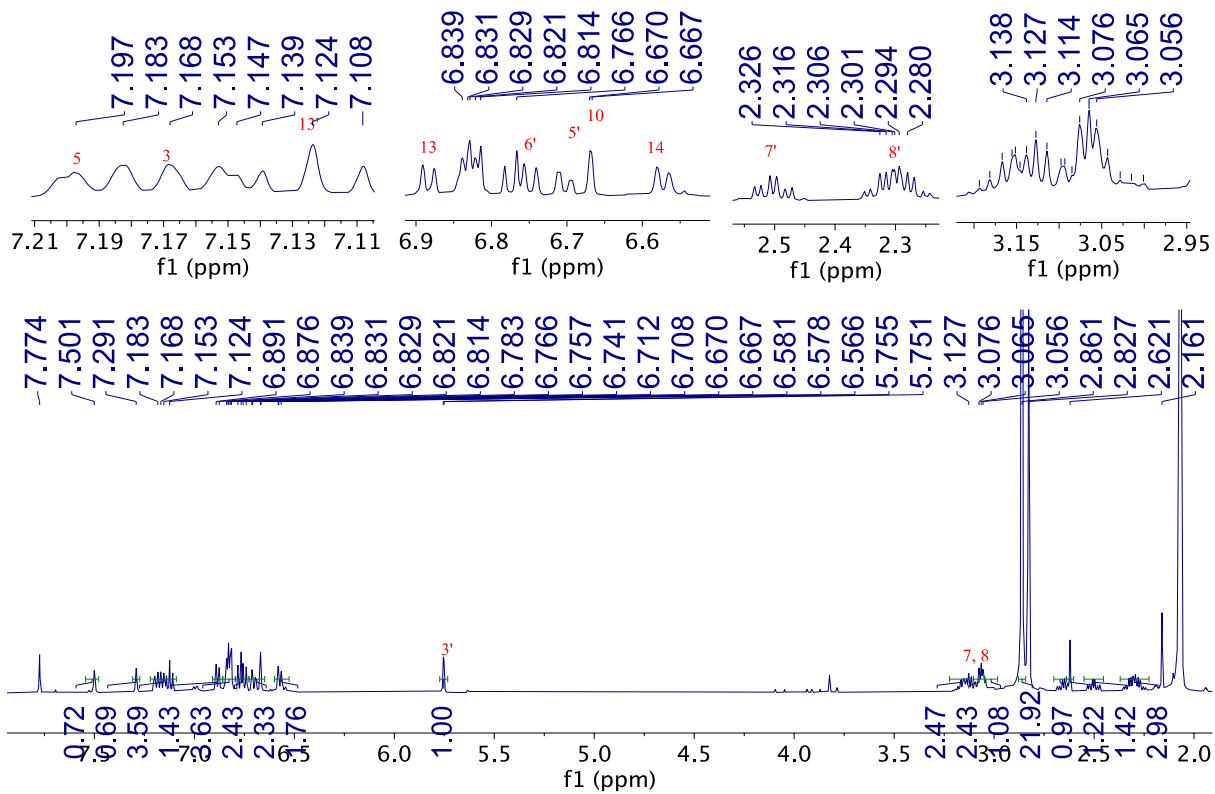 7.197 7.183 7.168 7.153 7.147 7.139 7.124 7.108
5 3 13'
7.21 7.19 7.17 7.15 7.13 7.11
f1 (ppm)
6.839 6.831 6.829 6.821 6.814 6.766 6.670 6.667
13 6' 5' 10 14
6.9 6.8 6.7 6.6
f1 (ppm)
2.326 2.316 2.306 2.301 2.294 2.280
7' 8'
2.5 2.4 2.3
f1 (ppm)
3.138 3.127 3.114 3.076 3.065 3.056
3.15 3.05 2.95
f1 (ppm)
7.774 7.501 7.291 7.183 7.168 7.153 7.124 6.891 6.876 6.839 6.831 6.829 6.821 6.814 6.783 6.766 6.757 6.741 6.712 6.708 6.670 6.667 6.581 6.578 6.566 5.755 5.751 3.127 3.076 3.065 3.056 2.861 2.827 2.621 2.161
3' 7, 8
0.72 0.69 3.59 1.43 3.63 2.43 2.33 1.76 1.00 2.47 2.43 1.08 21.92 0.97 1.22 1.42 2.98
7.5 7.0 6.5 6.0 5.5 5.0 4.5 4.0 3.5 3.0 2.5 2.0
f1 (ppm)